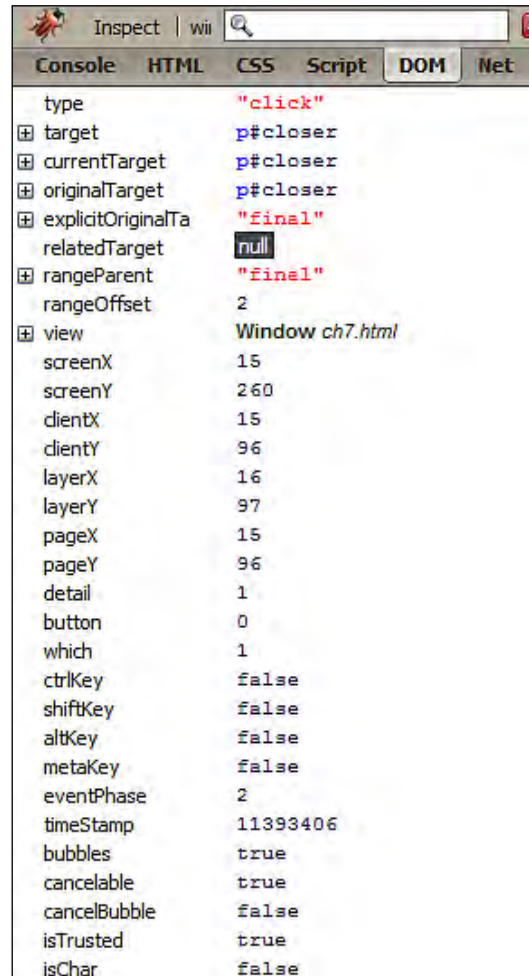 Inspect wii
Console HTML CSS Script DOM Net
type "click"
target p#closer
currentTarget p#closer
originalTarget p#closer
explicitOriginalTa "final"
relatedTarget null
rangeParent "final"
rangeOffset 2
view Window ch7.html
screenX 15
screenY 260
clientX 15
clientY 96
layerX 16
layerY 97
pageX 15
pageY 96
detail 1
button 0
which 1
ctrlKey false
shiftKey false
altKey false
metaKey false
eventPhase 2
timeStamp 11393406
bubbles true
cancelable true
cancelBubble false
isTrusted true
isChar false